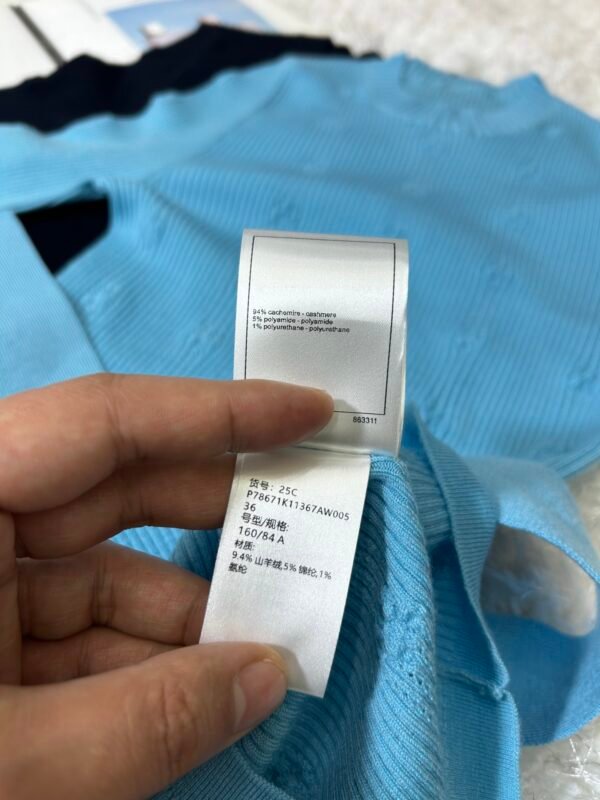 94% cachemire - cashmere
5% polyamide - polyamide
1% polyurethane - polyurethane
863311
货号: 25C
P78671K11367AW005
36
号型/规格:
160/84 A
材质:
9.4% 山羊绒,5% 锦纶,1%
氨纶